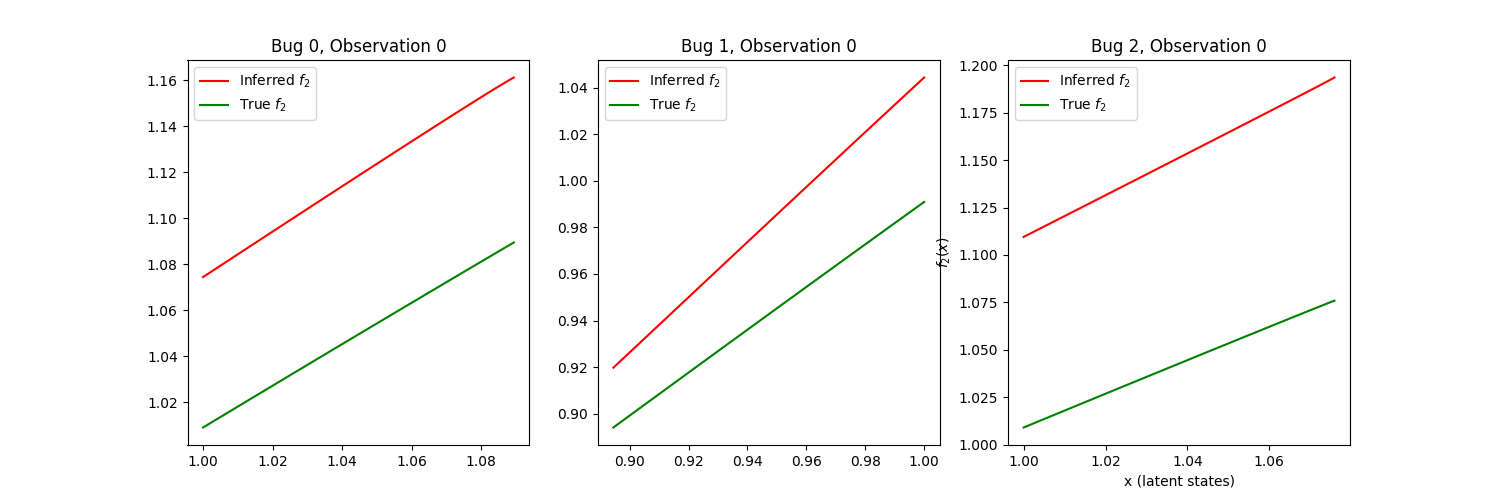 Bug 0, Observation 0
Inferred f₂
True f₂
1.16
1.14
1.12
1.10
1.08
1.06
1.04
1.02
1.00 1.02 1.04 1.06 1.08
Bug 1, Observation 0
Inferred f₂
True f₂
1.04
1.02
1.00
0.98
0.96
0.94
0.92
0.90
0.90 0.92 0.94 0.96 0.98 1.00
Bug 2, Observation 0
Inferred f₂
True f₂
f₂(x)
1.200
1.175
1.150
1.125
1.100
1.075
1.050
1.025
1.000
1.00 1.02 1.04 1.06
x (latent states)